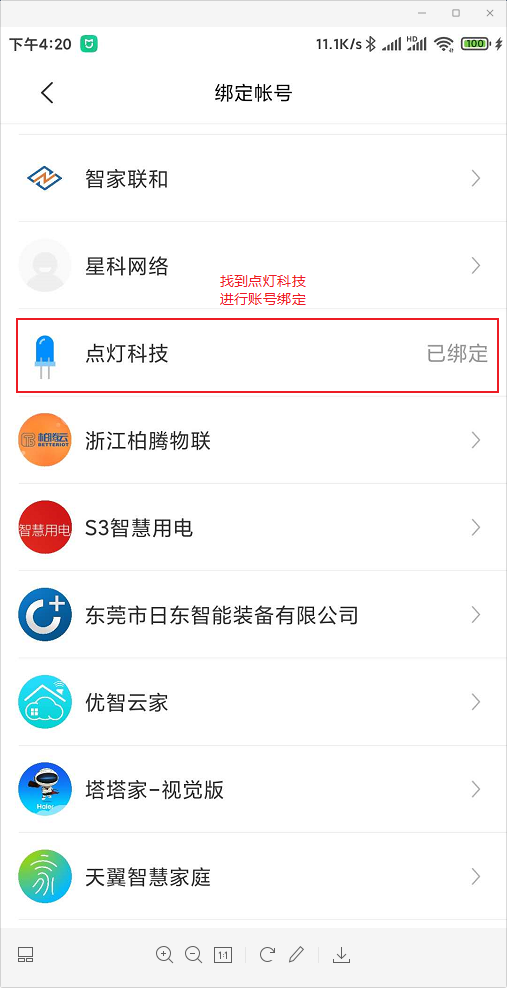 下午4:20
11.1K/s
HD
100
绑定帐号
智家联和
星科网络
找到点灯科技
进行账号绑定
点灯科技
已绑定
柏腾云
BETTERIOT
浙江柏腾物联
智慧用电
S3智慧用电
东莞市日东智能装备有限公司
优智云家
Haier
塔塔家-视觉版
天翼智慧家庭
1:1